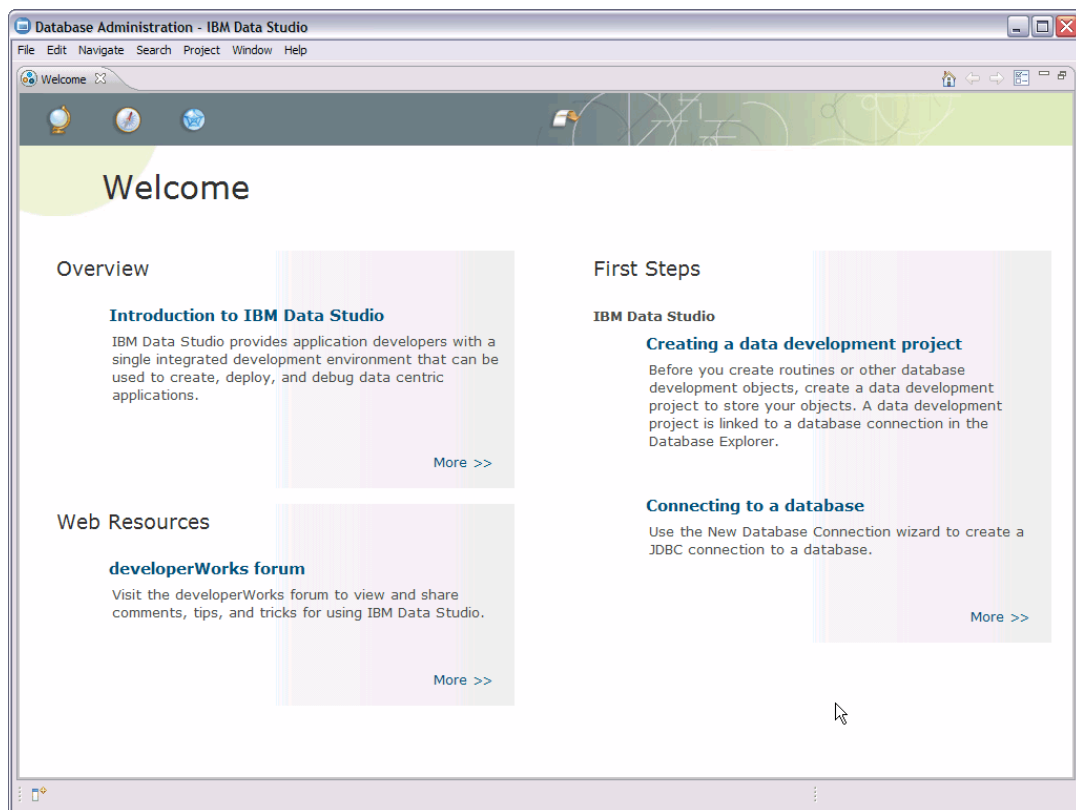 Database Administration - IBM Data Studio
File Edit Navigate Search Project Window Help
Welcome
Welcome
Overview
Introduction to IBM Data Studio
IBM Data Studio provides application developers with a
single integrated development environment that can be
used to create, deploy, and debug data centric
applications.
More >>
Web Resources
developerWorks forum
Visit the developerWorks forum to view and share
comments, tips, and tricks for using IBM Data Studio.
More >>
First Steps
IBM Data Studio
Creating a data development project
Before you create routines or other database
development objects, create a data development
project to store your objects. A data development
project is linked to a database connection in the
Database Explorer.
Connecting to a database
Use the New Database Connection wizard to create a
JDBC connection to a database.
More >>